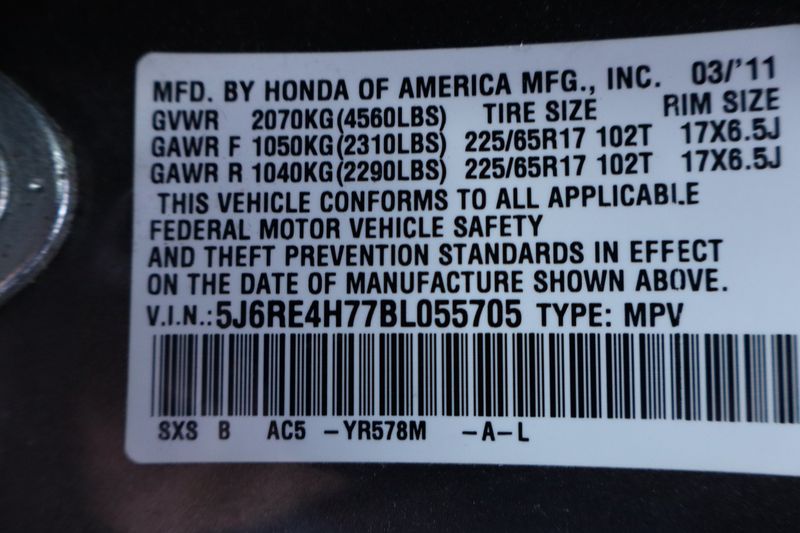 MFD. BY HONDA OF AMERICA MFG., INC. 03/'11
GVWR 2070KG(4560LBS) TIRE SIZE RIM SIZE
GAWR F 1050KG(2310LBS) 225/65R17 102T 17X6.5J
GAWR R 1040KG(2290LBS) 225/65R17 102T 17X6.5J
THIS VEHICLE CONFORMS TO ALL APPLICABLE
FEDERAL MOTOR VEHICLE SAFETY
AND THEFT PREVENTION STANDARDS IN EFFECT
ON THE DATE OF MANUFACTURE SHOWN ABOVE.
V.I.N.:5J6RE4H77BL055705 TYPE: MPV
SXS B AC5 -YR578M -A-L